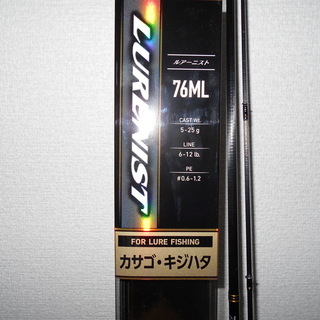 LURENIST
ルアーニスト
76ML
CAST WT.
5-25 g
LINE
6-12 lb.
PE
#0.6-1.2
FOR LURE FISHING
カサゴ・キジハタ